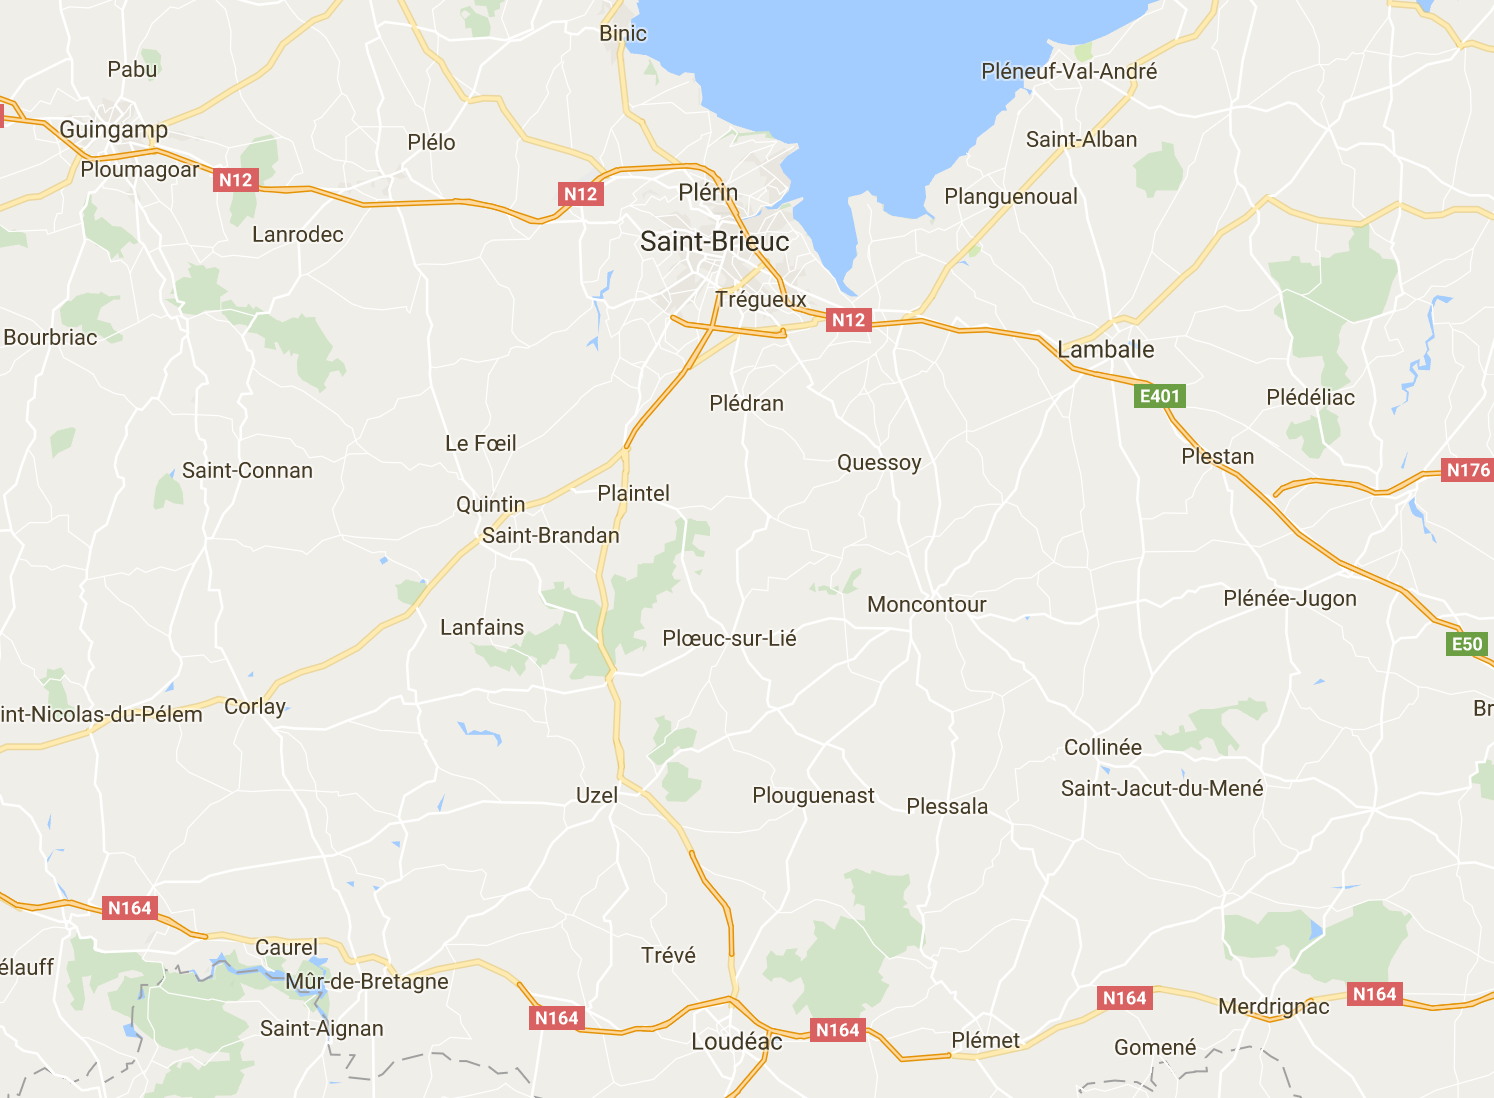 Binic
Pabu
Pléneuf-Val-André
Guingamp
Plélo
Saint-Alban
Ploumagoar
N12
N12
Plérin
Planguenoual
Lanrodec
Saint-Brieuc
Trégueux
N12
Bourbriac
Lamballe
E401
Plédran
Plédéliac
Le Fœil
Quessoy
Plestan
Saint-Connan
N176
Quintin
Plaintel
Saint-Brandan
Moncontour
Plénée-Jugon
Lanfains
Plœuc-sur-Lié
E50
int-Nicolas-du-Pélem
Corlay
Br
Collinée
Uzel
Plouguenast
Plessala
Saint-Jacut-du-Mené
N164
Caurel
Trévé
élauff
Mûr-de-Bretagne
N164
N164
Merdrignac
N164
Saint-Aignan
N164
Loudéac
Plémet
Gomené